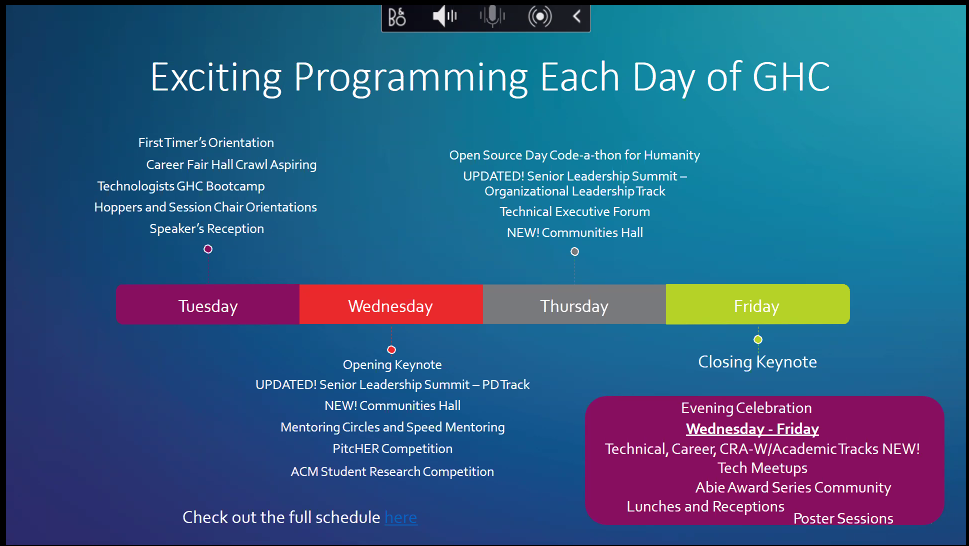 B&O
Exciting Programming Each Day of GHC
First Timer's Orientation
Career Fair Hall Crawl Aspiring
Technologists GHC Bootcamp
Hoppers and Session Chair Orientations
Speaker's Reception
Open Source Day Code-a-thon for Humanity
UPDATED! Senior Leadership Summit –
Organizational Leadership Track
Technical Executive Forum
NEW! Communities Hall
Tuesday
Wednesday
Thursday
Friday
Opening Keynote
UPDATED! Senior Leadership Summit – PD Track
NEW! Communities Hall
Mentoring Circles and Speed Mentoring
PitcHER Competition
ACM Student Research Competition
Closing Keynote
Evening Celebration
Wednesday - Friday
Technical, Career, CRA-W/Academic Tracks NEW!
Tech Meetups
Abie Award Series Community
Lunches and Receptions
Poster Sessions
Check out the full schedule here